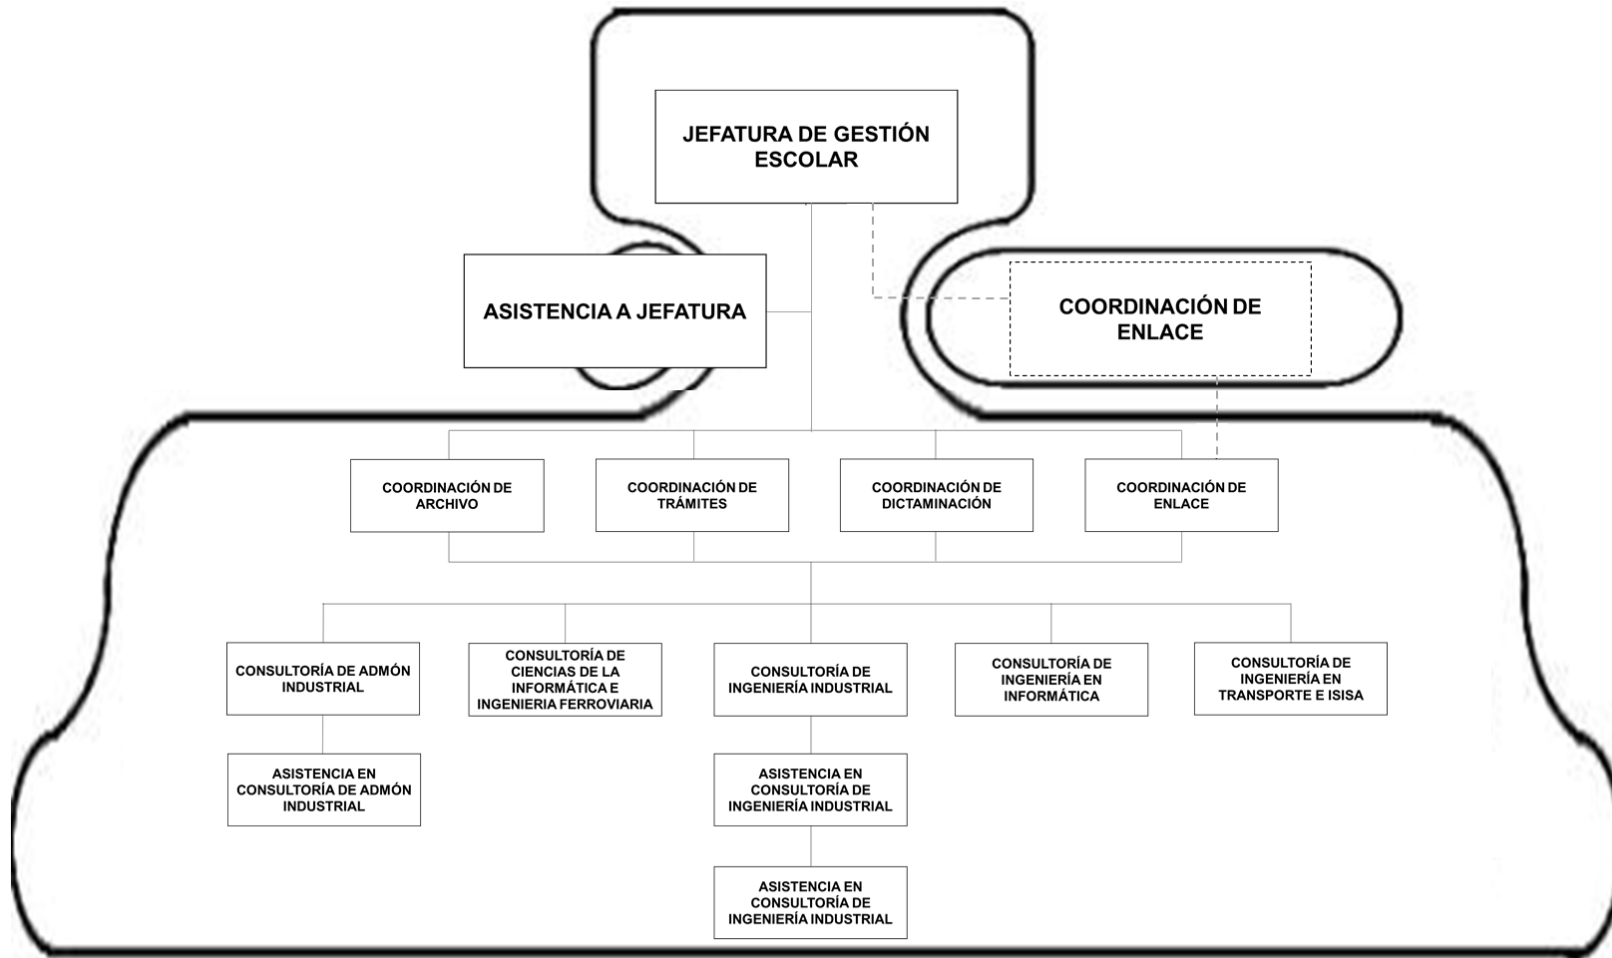 JEFATURA DE GESTIÓN
ESCOLAR
ASISTENCIA A JEFATURA
COORDINACIÓN DE
ENLACE
COORDINACIÓN DE
ARCHIVO
COORDINACIÓN DE
TRÁMITES
COORDINACIÓN DE
DICTAMINACIÓN
COORDINACIÓN DE
ENLACE
CONSULTORÍA DE ADMÓN
INDUSTRIAL
CONSULTORÍA DE
CIENCIAS DE LA
INFORMÁTICA E
INGENIERIA FERROVIARIA
CONSULTORÍA DE
INGENIERÍA INDUSTRIAL
CONSULTORÍA DE
INGENIERÍA EN
INFORMÁTICA
CONSULTORÍA DE
INGENIERÍA EN
TRANSPORTE E ISISA
ASISTENCIA EN
CONSULTORÍA DE ADMÓN
INDUSTRIAL
ASISTENCIA EN
CONSULTORÍA DE
INGENIERÍA INDUSTRIAL
ASISTENCIA EN
CONSULTORÍA DE
INGENIERÍA INDUSTRIAL